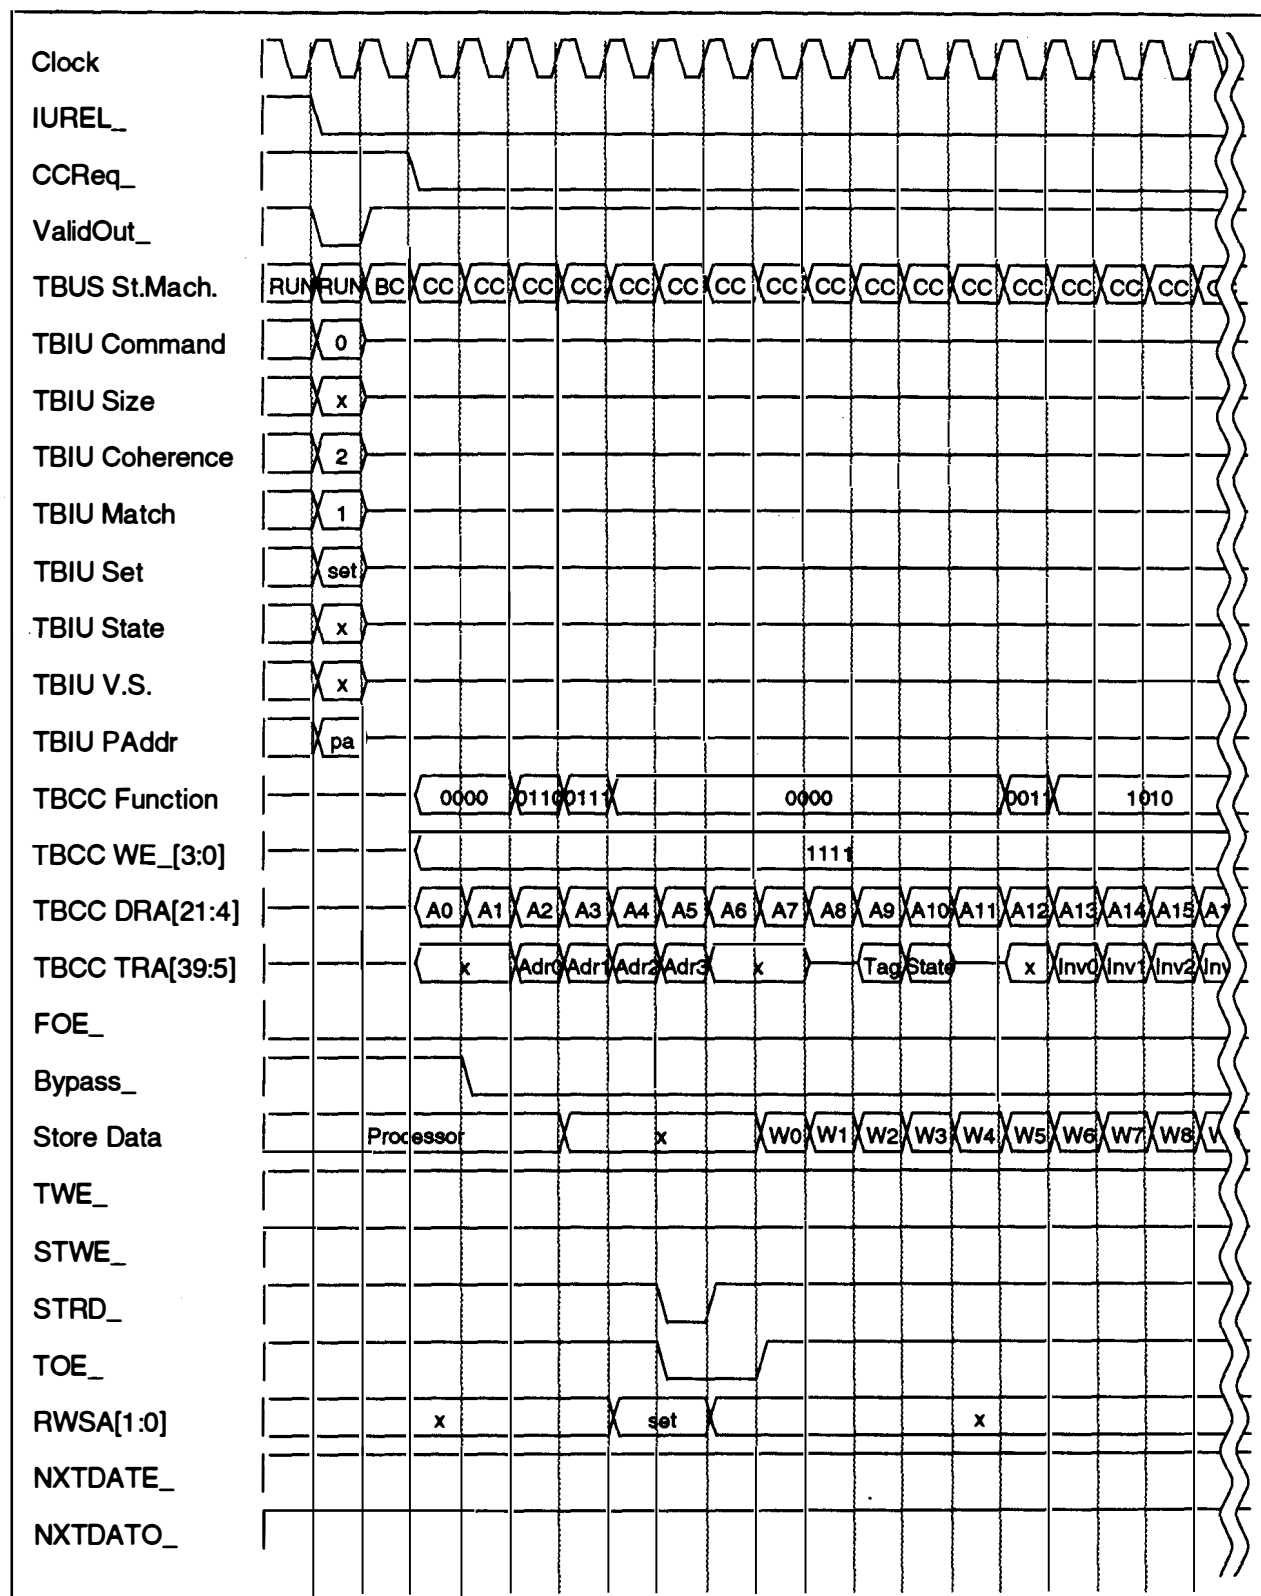 Clock
IUREL_
CCReq_
ValidOut_
TBUS St.Mach. RUN RUN BC CC CC CC CC CC CC CC CC CC CC CC CC CC CC CC CC
TBIU Command 0
TBIU Size x
TBIU Coherence 2
TBIU Match 1
TBIU Set set
TBIU State x
TBIU V.S. x
TBIU PAddr pa
TBCC Function 0000 0110 0111 0000 0011 1010
TBCC WE_[3:0] 1111
TBCC DRA[21:4] A0 A1 A2 A3 A4 A5 A6 A7 A8 A9 A10 A11 A12 A13 A14 A15 A1
TBCC TRA[39:5] x Adr0 Adr1 Adr2 Adr3 x Tag State x Inv0 Inv1 Inv2 Inv
FOE_
Bypass_
Store Data Processor x W0 W1 W2 W3 W4 W5 W6 W7 W8
TWE_
STWE_
STRD_
TOE_
RWSA[1:0] x set x
NXTDATE_
NXTDATO_